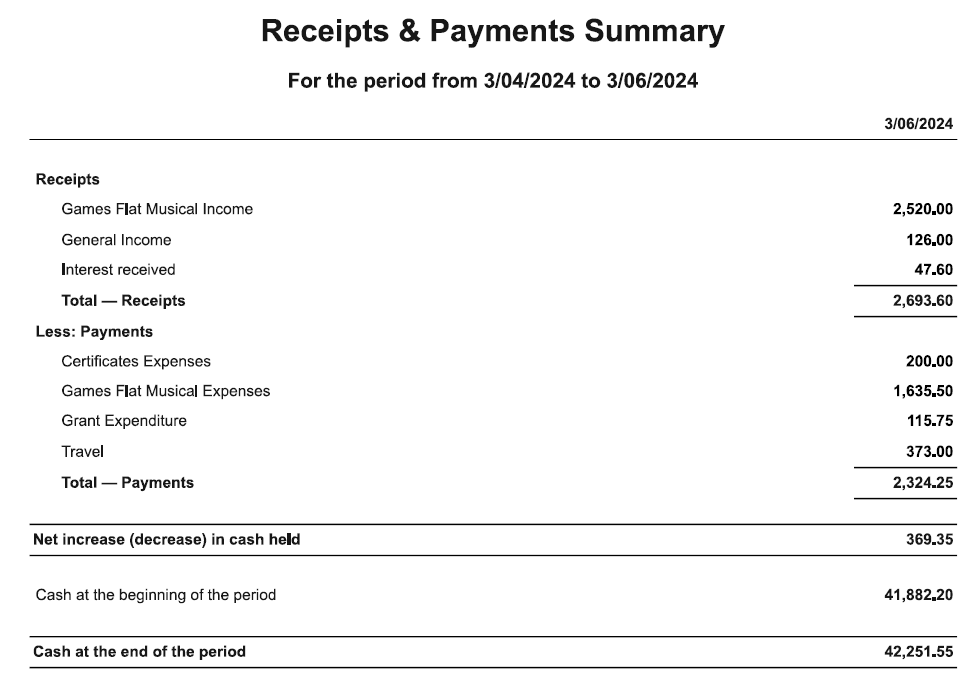 Receipts & Payments Summary
For the period from 3/04/2024 to 3/06/2024
3/06/2024
Receipts
Games Flat Musical Income 2,520.00
General Income 126.00
Interest received 47.60
Total — Receipts 2,693.60
Less: Payments
Certificates Expenses 200.00
Games Flat Musical Expenses 1,635.50
Grant Expenditure 115.75
Travel 373.00
Total — Payments 2,324.25
Net increase (decrease) in cash held 369.35
Cash at the beginning of the period 41,882.20
Cash at the end of the period 42,251.55